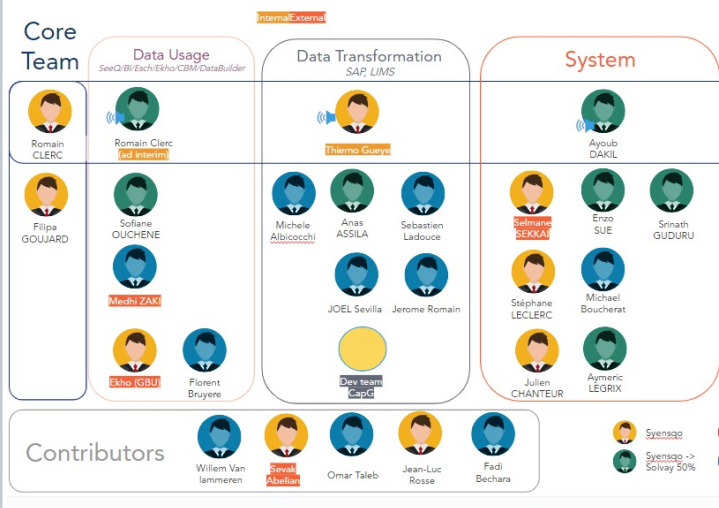 InternalExternal
Core
Team
Data Usage
SeeQ/BI/Esch/Ekho/CBM/DataBuilder
Data Transformation
SAP, LIMS
System
Romain
CLERC
Romain Clerc
(ad interim)
Thierno Gueye
Ayoub
DAKIL
Filipa
GOUJARD
Sofiane
OUCHENE
Michele
Albicocchi
Anas
ASSILA
Sebastien
Ladouce
Selmane
SEKKAI
Enzo
SUE
Srinath
GUDURU
Medhi ZAKI
JOEL Sevilla
Jerome Romain
Stéphane
LECLERC
Michael
Boucherat
Ekho (GBU)
Florent
Bruyere
Dev team
CapG
Julien
CHANTEUR
Aymeric
LEGRIX
Contributors
Willem Van
lammeren
Sevak
Abelian
Omar Taleb
Jean-Luc
Rosse
Fadi
Bechara
Syensqo
Syensqo ->
Solvay 50%